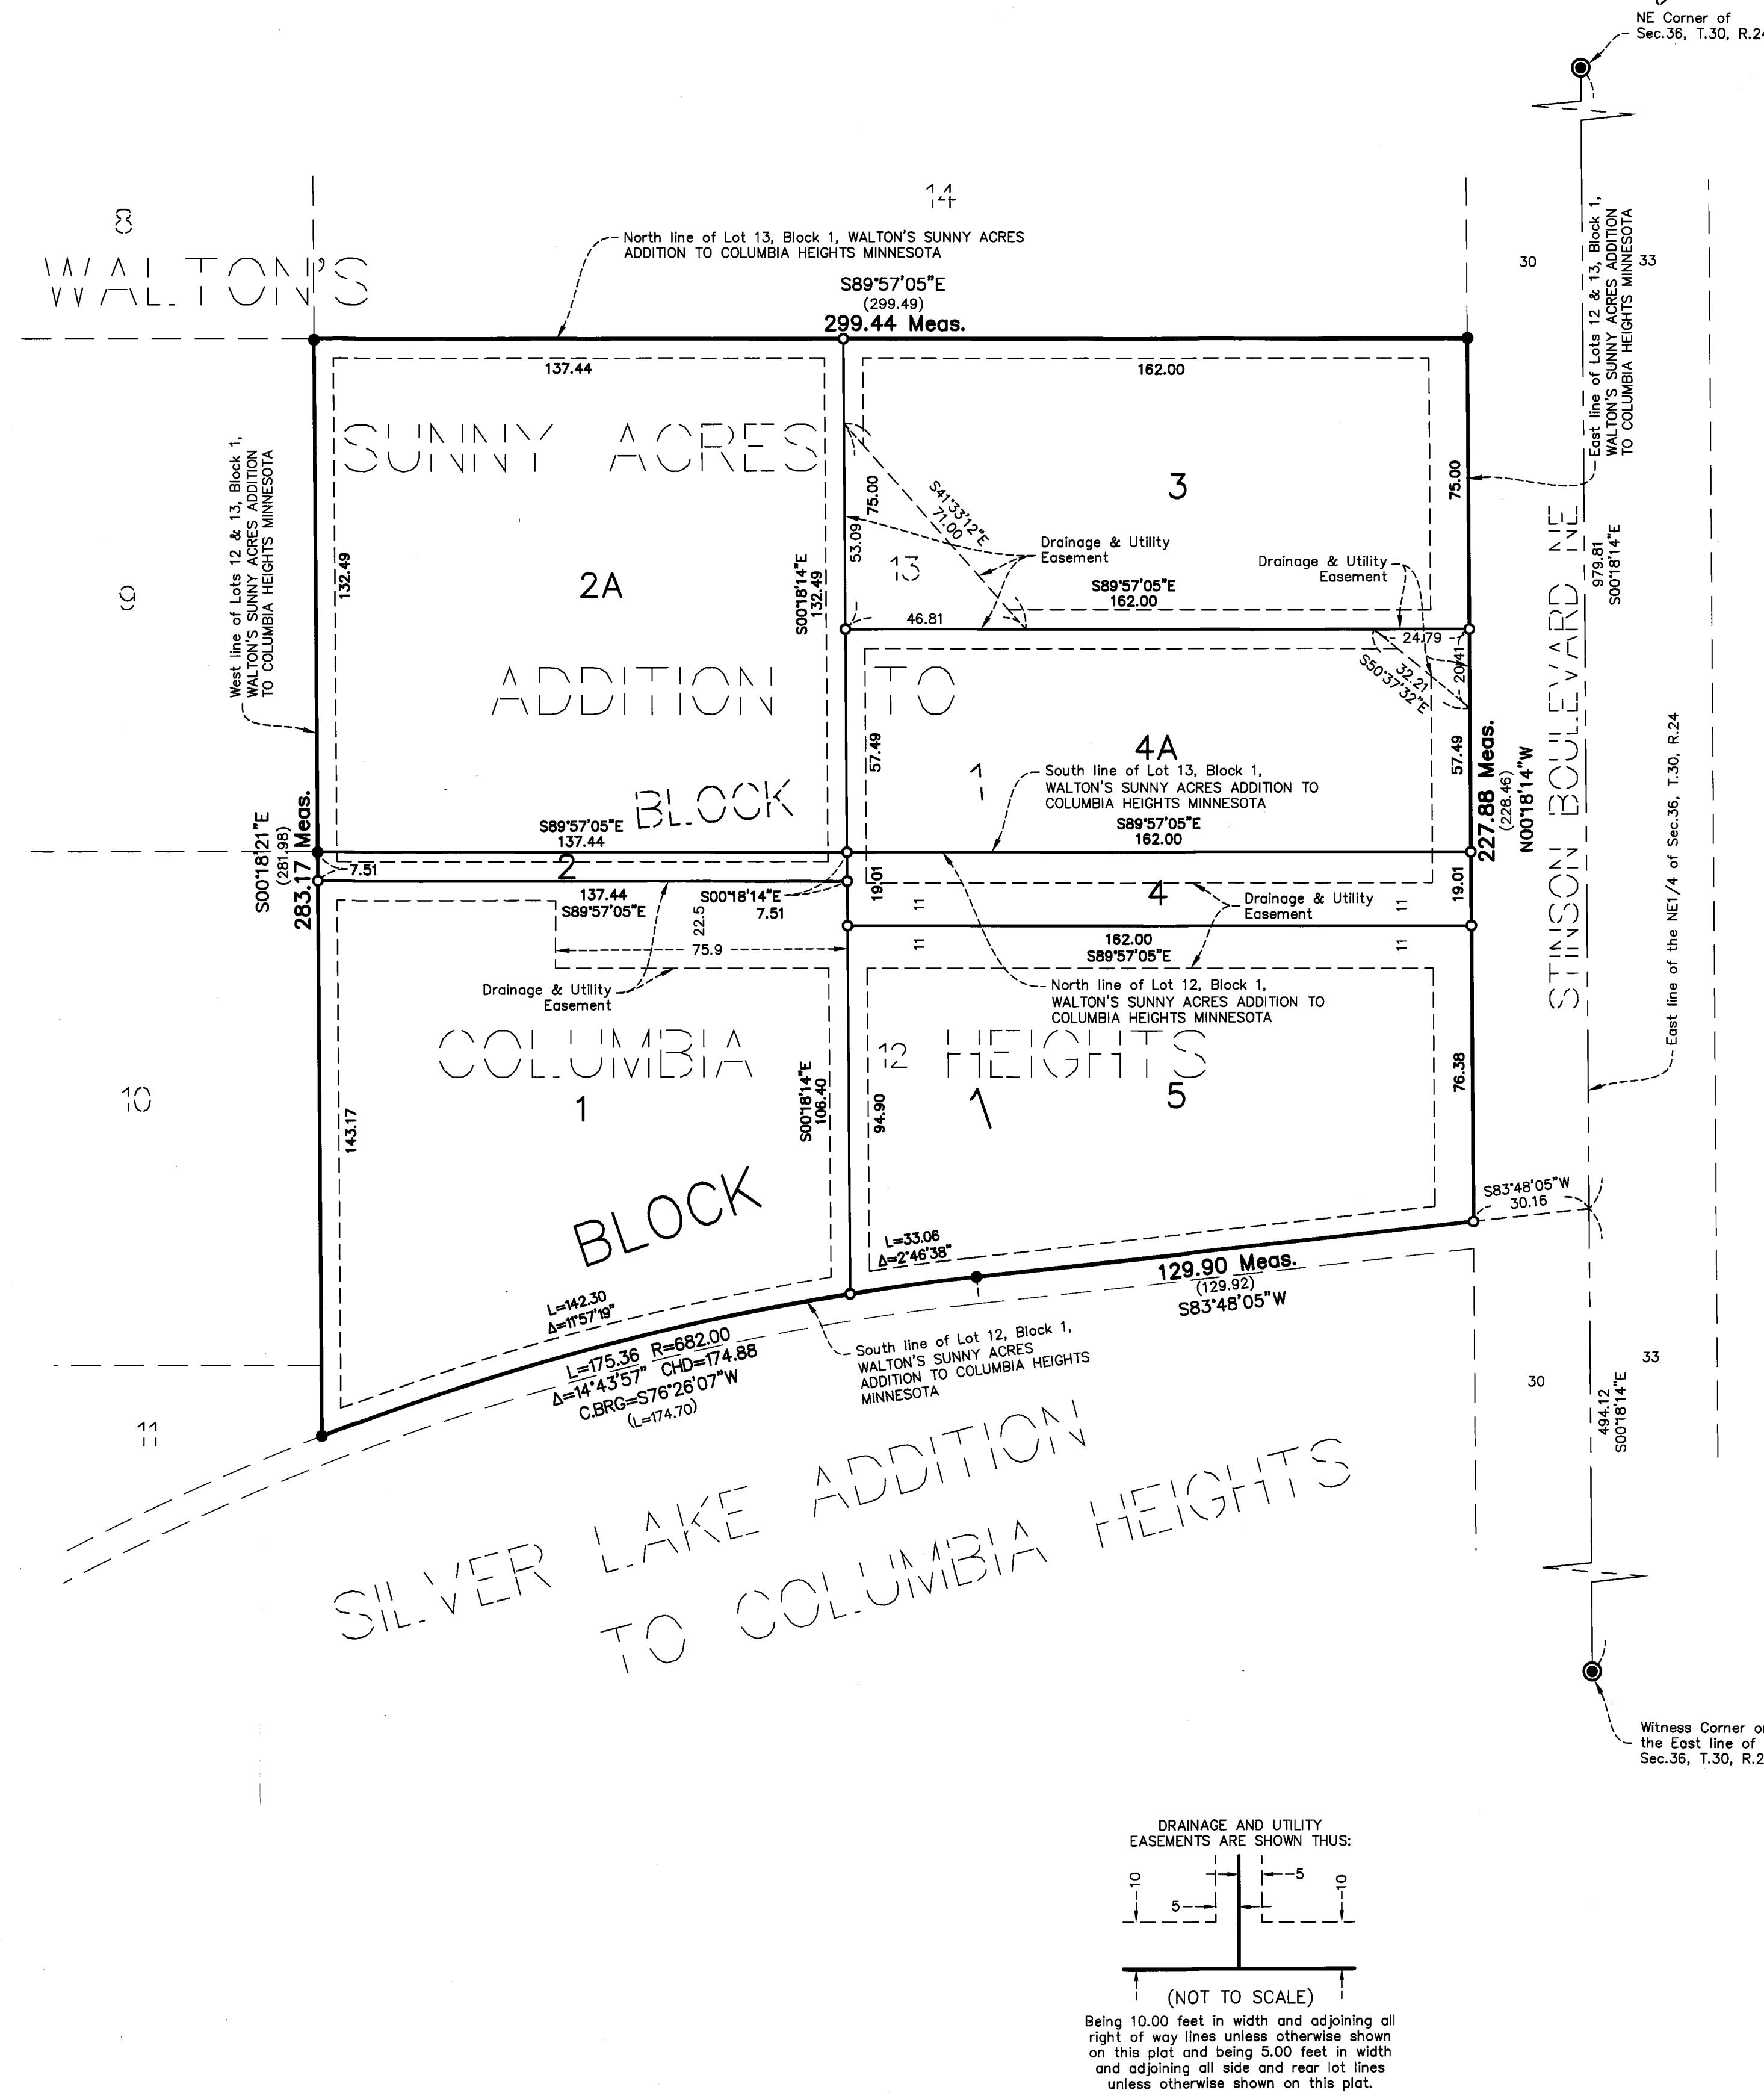 NE Corner of
Sec.36, T.30, R.24
14
8
WALTON'S
North line of Lot 13, Block 1, WALTON'S SUNNY ACRES
ADDITION TO COLUMBIA HEIGHTS MINNESOTA
S89°57'05"E
(299.49)
299.44 Meas.
30
33
East line of Lots 12 & 13, Block 1,
WALTON'S SUNNY ACRES ADDITION
TO COLUMBIA HEIGHTS MINNESOTA
137.44
162.00
SUNNY ACRES
West line of Lots 12 & 13, Block 1,
WALTON'S SUNNY ACRES ADDITION
TO COLUMBIA HEIGHTS MINNESOTA
132.49
2A
S00°18'14"E
132.49
75.00
53.09
S41°33'12"E
71.00
3
75.00
13
Drainage & Utility
Easement
Drainage & Utility
Easement
S89°57'05"E
162.00
46.81
24.79
20.41
32.21
S50°37'32"E
979.81
S00°18'14"E
STINSON BOULEVARD NE
9
ADDITION TO
57.49
4A
1
South line of Lot 13, Block 1,
WALTON'S SUNNY ACRES ADDITION TO
COLUMBIA HEIGHTS MINNESOTA
S89°57'05"E
162.00
57.49
227.88 Meas.
(228.46)
N00°18'14"W
East line of the NE1/4 of Sec.36, T.30, R.24
BLOCK
S89°57'05"E
137.44
S00°18'21"E
(281.98)
283.17 Meas.
7.51
2
137.44
S89°57'05"E
S00°18'14"E
7.51
22.5
75.9
19.01
11
4
Drainage & Utility
Easement
11
19.01
11
162.00
S89°57'05"E
11
Drainage & Utility
Easement
North line of Lot 12, Block 1,
WALTON'S SUNNY ACRES ADDITION TO
COLUMBIA HEIGHTS MINNESOTA
COLUMBIA
12
HEIGHTS
10
1
143.17
S00°18'14"E
106.40
94.90
1
5
76.38
BLOCK
S83°48'05"W
30.16
L=33.06
Δ=2°46'38"
129.90 Meas.
(129.92)
S83°48'05"W
L=142.30
Δ=11°57'19"
L=175.36 R=682.00
Δ=14°43'57" CHD=174.88
C.BRG=S76°26'07"W
(L=174.70)
South line of Lot 12, Block 1,
WALTON'S SUNNY ACRES
ADDITION TO COLUMBIA HEIGHTS
MINNESOTA
33
30
494.12
S00°18'14"E
11
SILVER LAKE ADDITION
TO COLUMBIA HEIGHTS
Witness Corner on
the East line of
Sec.36, T.30, R.2
DRAINAGE AND UTILITY
EASEMENTS ARE SHOWN THUS:
10
5
5
10
(NOT TO SCALE)
Being 10.00 feet in width and adjoining all
right of way lines unless otherwise shown
on this plat and being 5.00 feet in width
and adjoining all side and rear lot lines
unless otherwise shown on this plat.